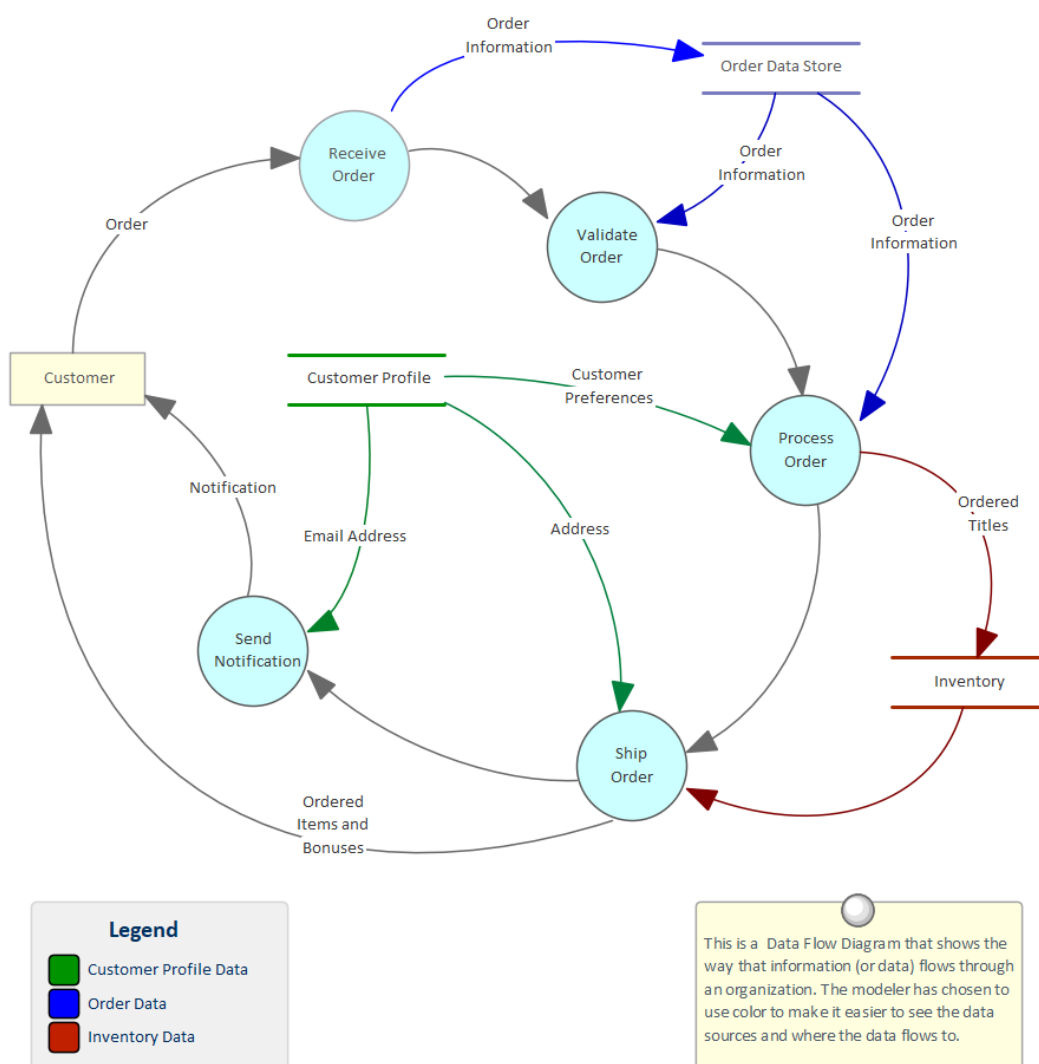 Order
Information
Order Data Store
Receive
Order
Order
Information
Order
Order
Information
Validate
Order
Customer
Customer Profile
Customer
Preferences
Process
Order
Notification
Ordered
Titles
Email Address
Address
Send
Notification
Inventory
Ship
Order
Ordered
Items and
Bonuses
Legend
Customer Profile Data
Order Data
Inventory Data
This is a Data Flow Diagram that shows the
way that information (or data) flows through
an organization. The modeler has chosen to
use color to make it easier to see the data
sources and where the data flows to.